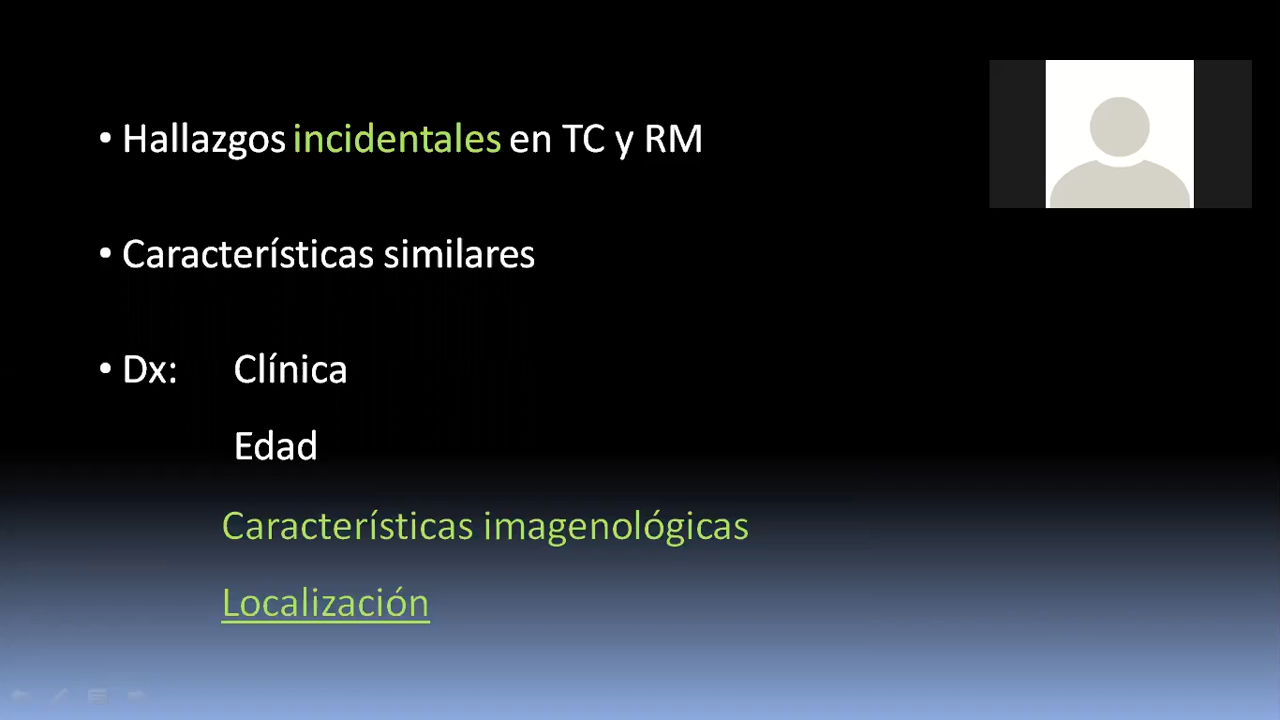 • Hallazgos incidentales en TC y RM
• Características similares
• Dx: Clínica
Edad
Características imagenológicas
Localización